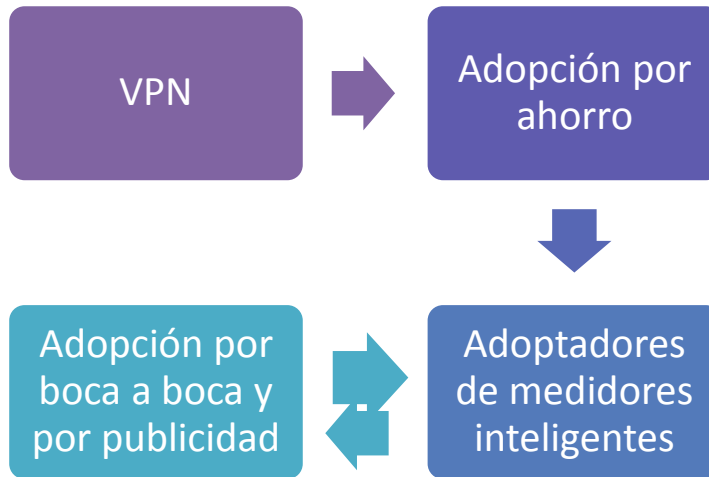 VPN
Adopción por
ahorro
Adopción por
boca a boca y
por publicidad
Adoptadores
de medidores
inteligentes